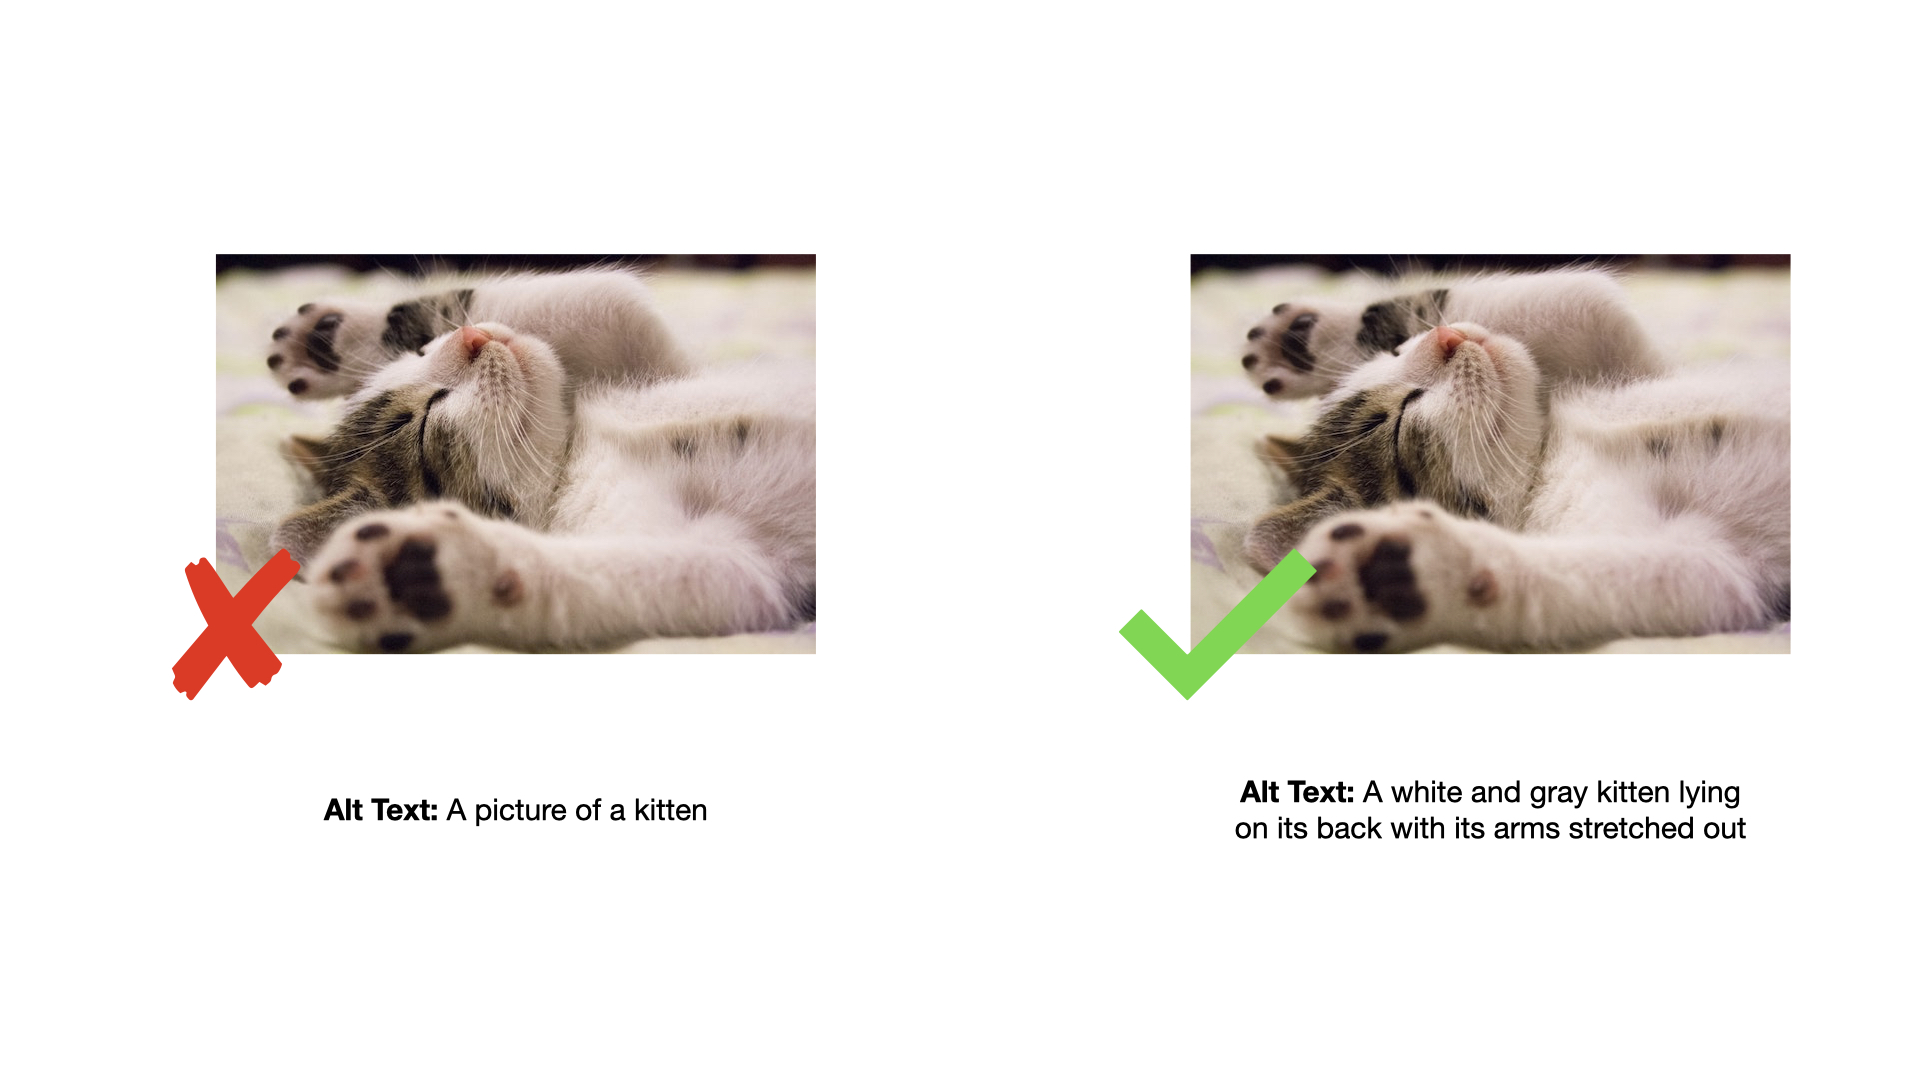 Alt Text: A picture of a kitten
Alt Text: A white and gray kitten lying
on its back with its arms stretched out